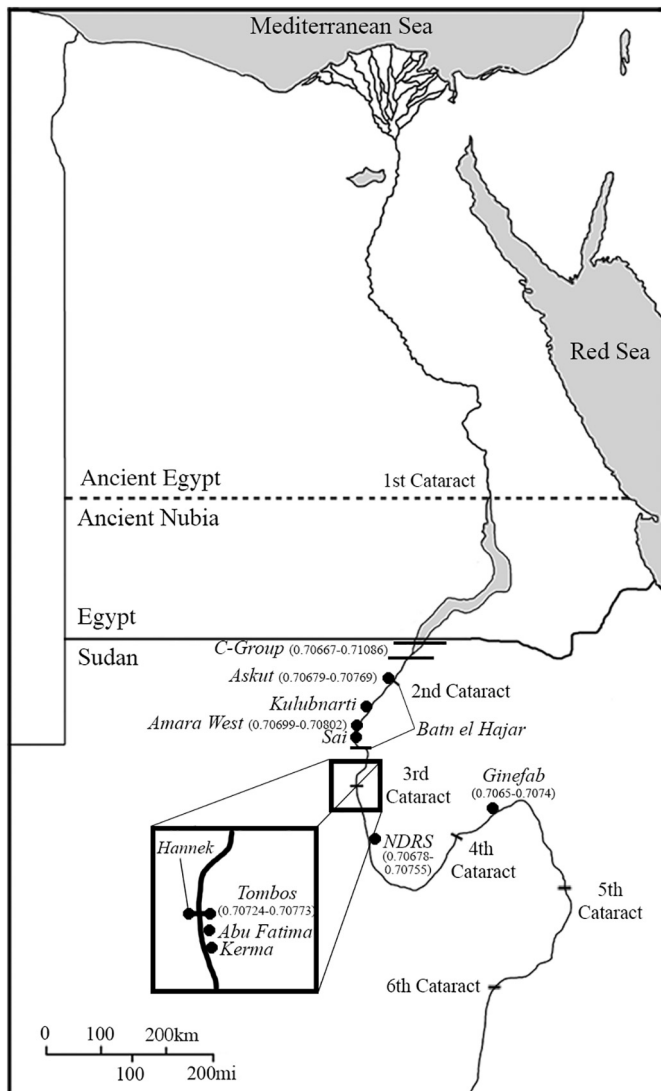 Mediterranean Sea
Red Sea
Ancient Egypt
1st Cataract
Ancient Nubia
Egypt
Sudan
C-Group (0.70667-0.71086)
Askut (0.70679-0.70769)
2nd Cataract
Kulubnarti
Amara West (0.70699-0.70802)
Batn el Hajar
Sai
3rd
Cataract
Ginefab
(0.7065-0.7074)
NDRS
(0.70678-
0.70755)
4th
Cataract
5th
Cataract
Hannek
Tombos
(0.70724-0.70773)
Abu Fatima
Kerma
6th Cataract
0 100 200km
100 200mi